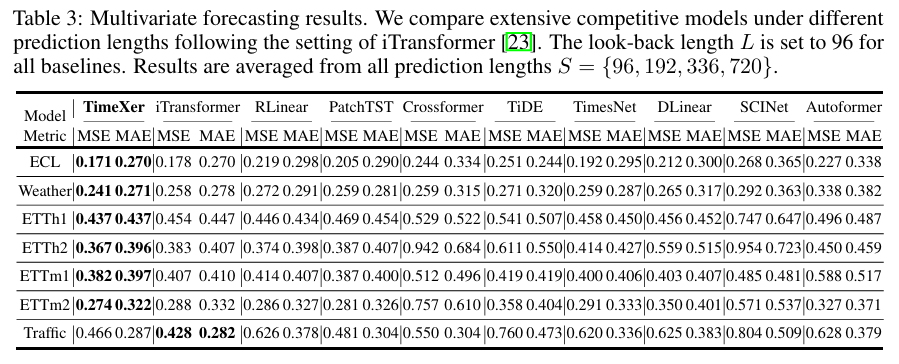 Table 3: Multivariate forecasting results. We compare extensive competitive models under different
prediction lengths following the setting of iTransformer [23]. The look-back length L is set to 96 for
all baselines. Results are averaged from all prediction lengths S = {96, 192, 336, 720}.
Model TimeXer iTransformer RLinear PatchTST Crossformer TiDE TimesNet DLinear SCINet Autoformer
Metric MSE MAE MSE MAE MSE MAE MSE MAE MSE MAE MSE MAE MSE MAE MSE MAE MSE MAE MSE MAE
ECL 0.171 0.270 0.178 0.270 0.219 0.298 0.205 0.290 0.244 0.334 0.251 0.244 0.192 0.295 0.212 0.300 0.268 0.365 0.227 0.338
Weather 0.241 0.271 0.258 0.278 0.272 0.291 0.259 0.281 0.259 0.315 0.271 0.320 0.259 0.287 0.265 0.317 0.292 0.363 0.338 0.382
ETTh1 0.437 0.437 0.454 0.447 0.446 0.434 0.469 0.454 0.529 0.522 0.541 0.507 0.458 0.450 0.456 0.452 0.747 0.647 0.496 0.487
ETTh2 0.367 0.396 0.383 0.407 0.374 0.398 0.387 0.407 0.942 0.684 0.611 0.550 0.414 0.427 0.559 0.515 0.954 0.723 0.450 0.459
ETTm1 0.382 0.397 0.407 0.410 0.414 0.407 0.387 0.400 0.512 0.496 0.419 0.419 0.400 0.406 0.403 0.407 0.485 0.481 0.588 0.517
ETTm2 0.274 0.322 0.288 0.332 0.286 0.327 0.281 0.326 0.757 0.610 0.358 0.404 0.291 0.333 0.350 0.401 0.571 0.537 0.327 0.371
Traffic 0.466 0.287 0.428 0.282 0.626 0.378 0.481 0.304 0.550 0.304 0.760 0.473 0.620 0.336 0.625 0.383 0.804 0.509 0.628 0.379